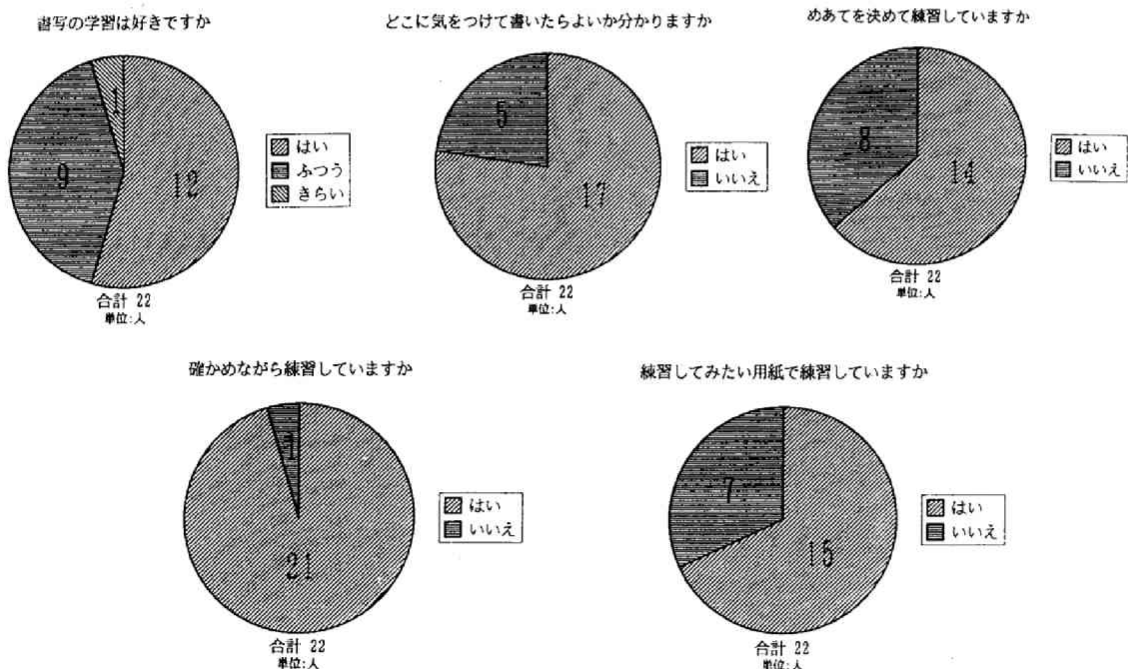 書写の学習は好きですか
1
9
12
はい
ふつう
きらい
合計 22
単位:人
どこに気をつけて書いたらよいか分かりますか
5
17
はい
いいえ
合計 22
単位:人
めあてを決めて練習していますか
8
14
はい
いいえ
合計 22
単位:人
確かめながら練習していますか
1
21
はい
いいえ
合計 22
単位:人
練習してみたい用紙で練習していますか
7
15
はい
いいえ
合計 22
単位:人